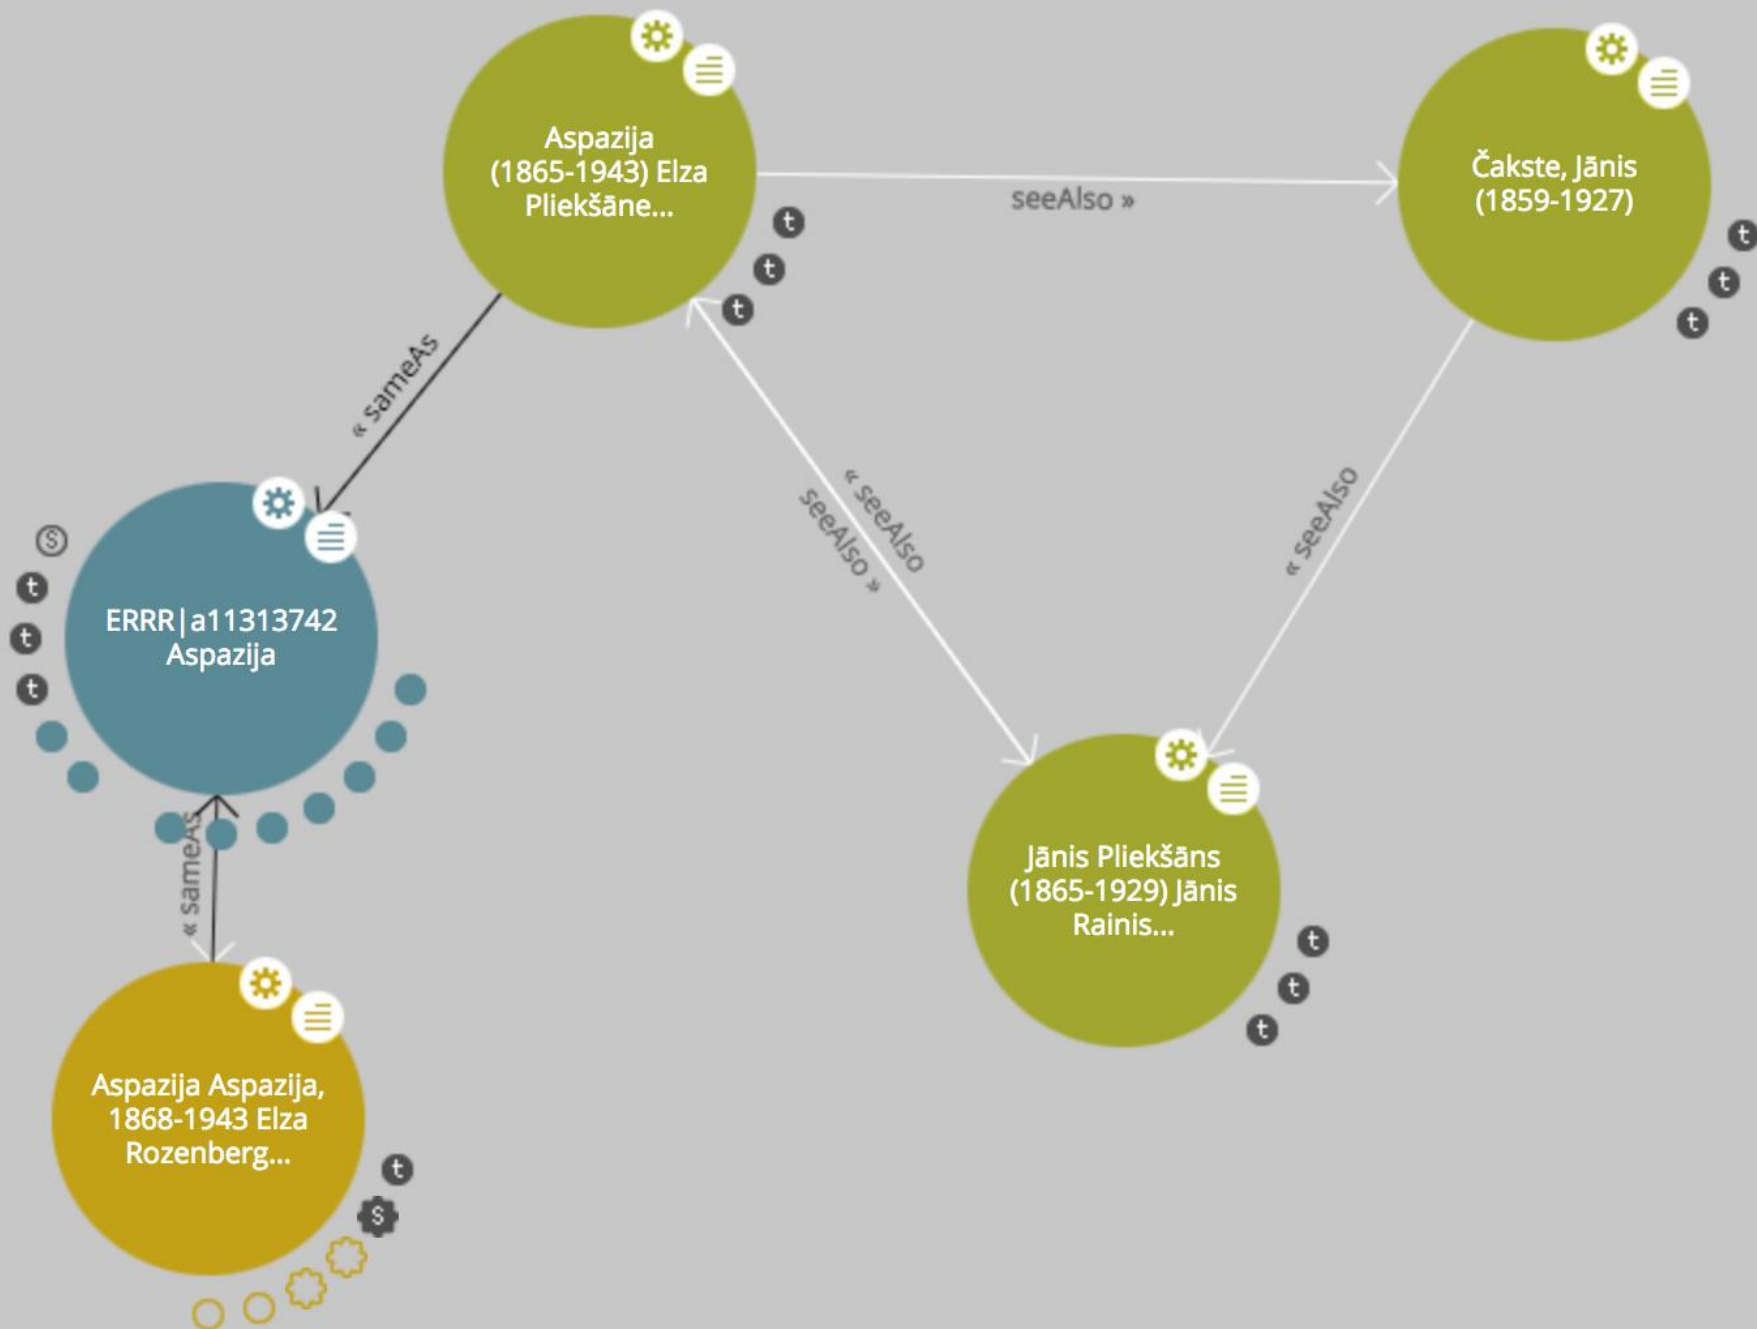 Aspazija
(1865-1943) Elza
Pliekšāne...
seeAlso »
Čakste, Jānis
(1859-1927)
t
t
t
t
t
t
« sameAs
« seeAlso
seeAlso »
« seeAlso
S
t
t
t
ERRR|a11313742
Aspazija
« sameAs
Jānis Pliekšāns
(1865-1929) Jānis
Rainis...
t
t
t
Aspazija Aspazija,
1868-1943 Elza
Rozenberg...
t
S